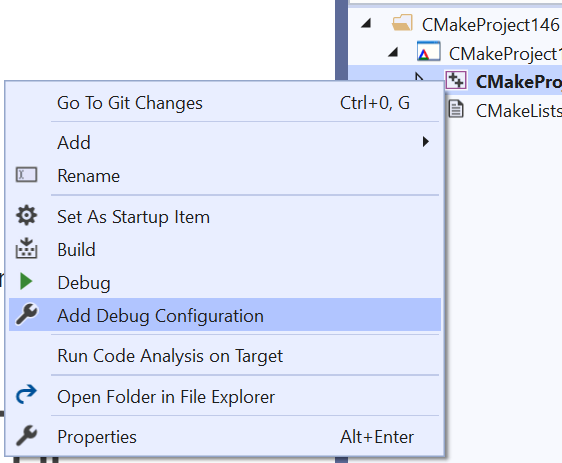 CMakeProject146
CMakeProject1
CMakePro
CMakeLists
Go To Git Changes Ctrl+0, G
Add
Rename
Set As Startup Item
Build
Debug
Add Debug Configuration
Run Code Analysis on Target
Open Folder in File Explorer
Properties Alt+Enter